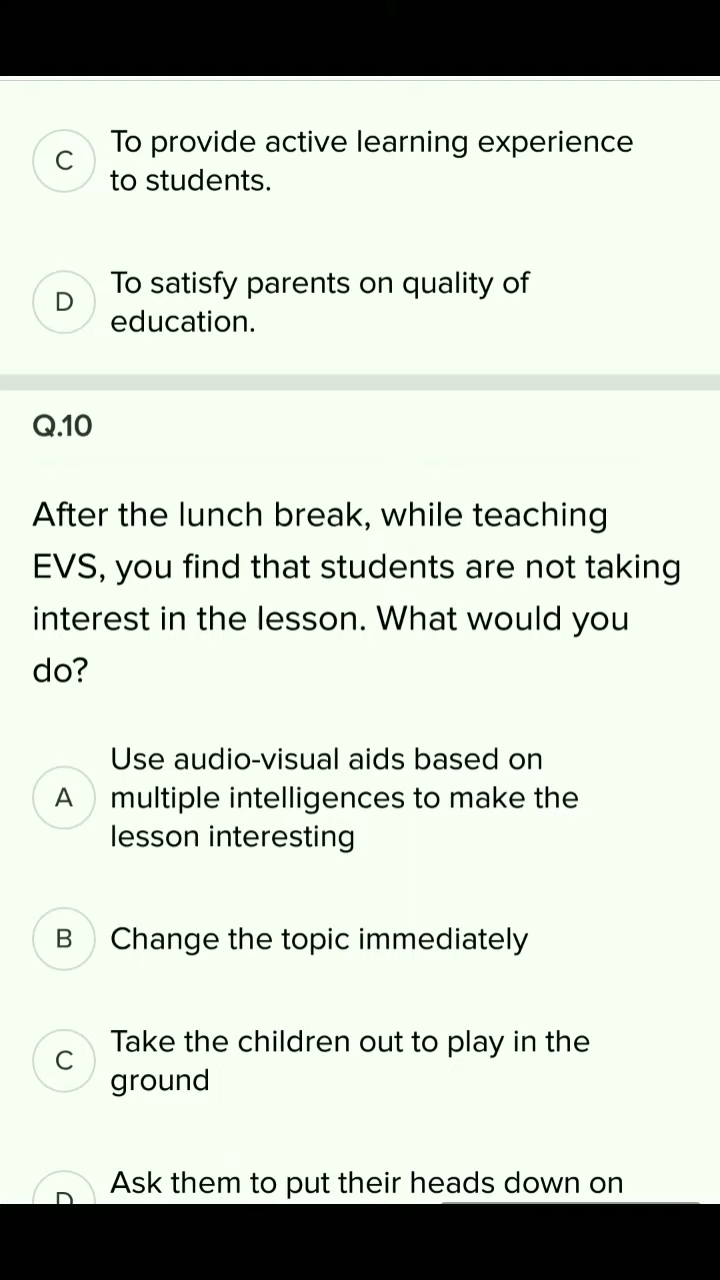 C
To provide active learning experience
to students.
D
To satisfy parents on quality of
education.
Q.10
After the lunch break, while teaching
EVS, you find that students are not taking
interest in the lesson. What would you
do?
A
Use audio-visual aids based on
multiple intelligences to make the
lesson interesting
B
Change the topic immediately
C
Take the children out to play in the
ground
D
Ask them to put their heads down on